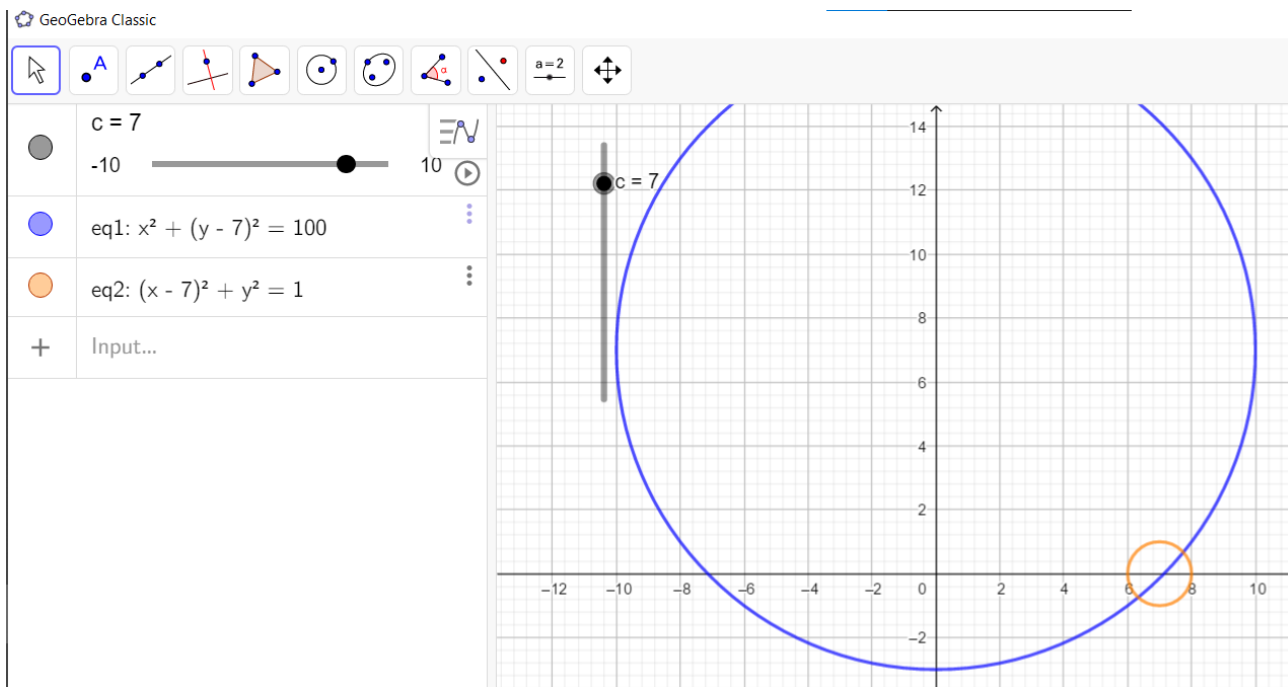 GeoGebra Classic
A
α
a=2
c = 7
-10
10
eq1: x² + (y - 7)² = 100
eq2: (x - 7)² + y² = 1
+
Input...
c = 7
14
12
10
8
6
4
2
−12 −10 −8 −6 −4 −2 0 2 4 6 8 10
−2